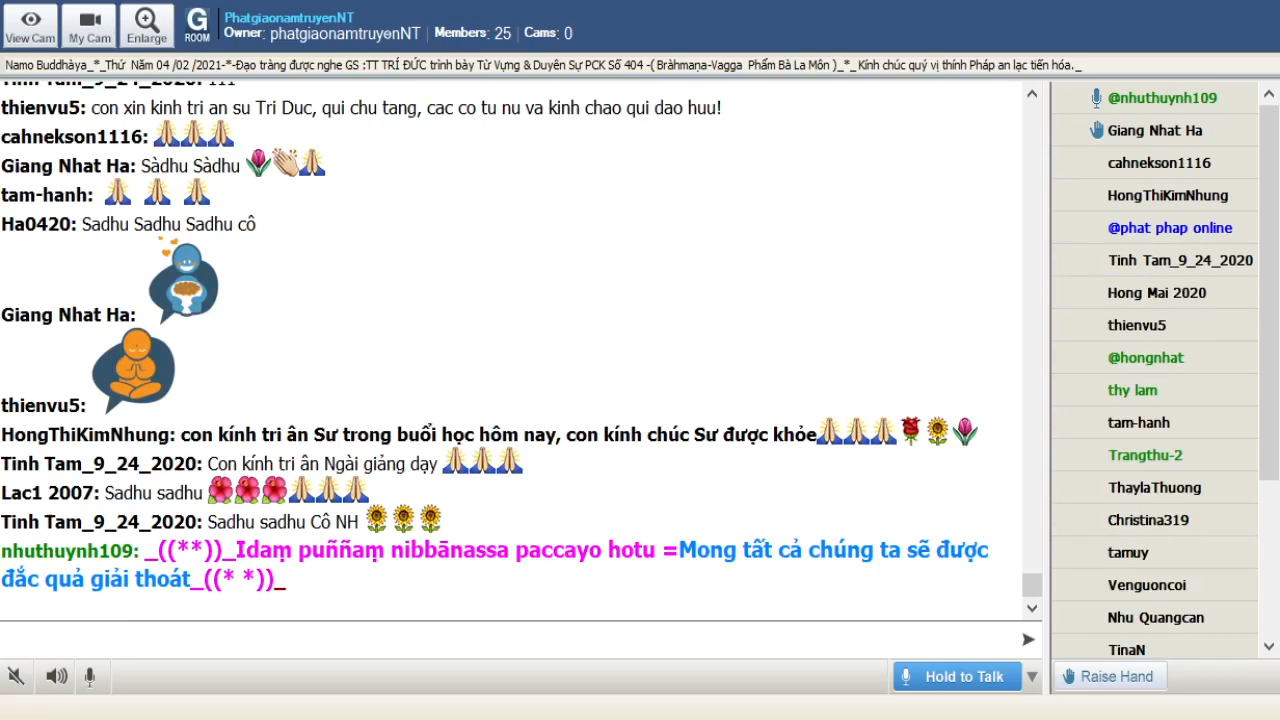 View Cam
My Cam
Enlarge
G
ROOM
PhatgiaonamtruyenNT
Owner: phatgiaonamtruyenNT | Members: 25 | Cams: 0
Namo Buddhàya_*_Thứ Năm 04 /02 /2021-*-Đạo tràng được nghe GS :TT TRÍ ĐỨC trình bày Từ Vựng & Duyên Sự PCK Số 404 -( Bràhmaṇa-Vagga Phẩm Bà La Môn )_*_Kính chúc quý vị thính Pháp an lạc tiến hóa._
thienvu5: con xin kinh tri an su Tri Duc, qui chu tang, cac co tu nu va kinh chao qui dao huu!
cahnekson1116:
Giang Nhat Ha: Sàdhu Sàdhu
tam-hanh:
Ha0420: Sadhu Sadhu Sadhu cô
Giang Nhat Ha:
thienvu5:
HongThiKimNhung: con kính tri ân Sư trong buổi học hôm nay, con kính chúc Sư được khỏe
Tinh Tam_9_24_2020: Con kính tri ân Ngài giảng dạy
Lac1 2007: Sadhu sadhu
Tinh Tam_9_24_2020: Sadhu sadhu Cô NH
nhuthuynh109: _((**))_Idaṃ puññaṃ nibbānassa paccayo hotu =Mong tất cả chúng ta sẽ được
đắc quả giải thoát_((* *))_
Hold to Talk
@nhuthuynh109
Giang Nhat Ha
cahnekson1116
HongThiKimNhung
@phat phap online
Tinh Tam_9_24_2020
Hong Mai 2020
thienvu5
@hongnhat
thy lam
tam-hanh
Trangthu-2
ThaylaThuong
Christina319
tamuy
Venguoncoi
Nhu Quangcan
TinaN
Raise Hand